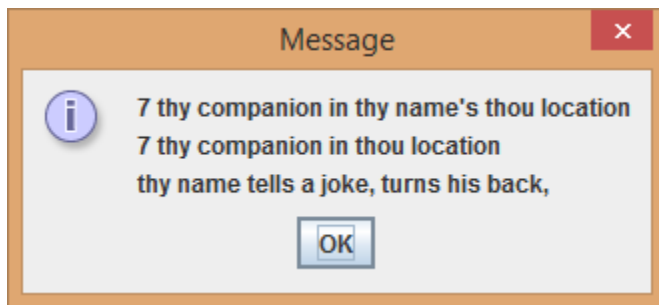 Message
7 thy companion in thy name's thou location
7 thy companion in thou location
thy name tells a joke, turns his back,
OK